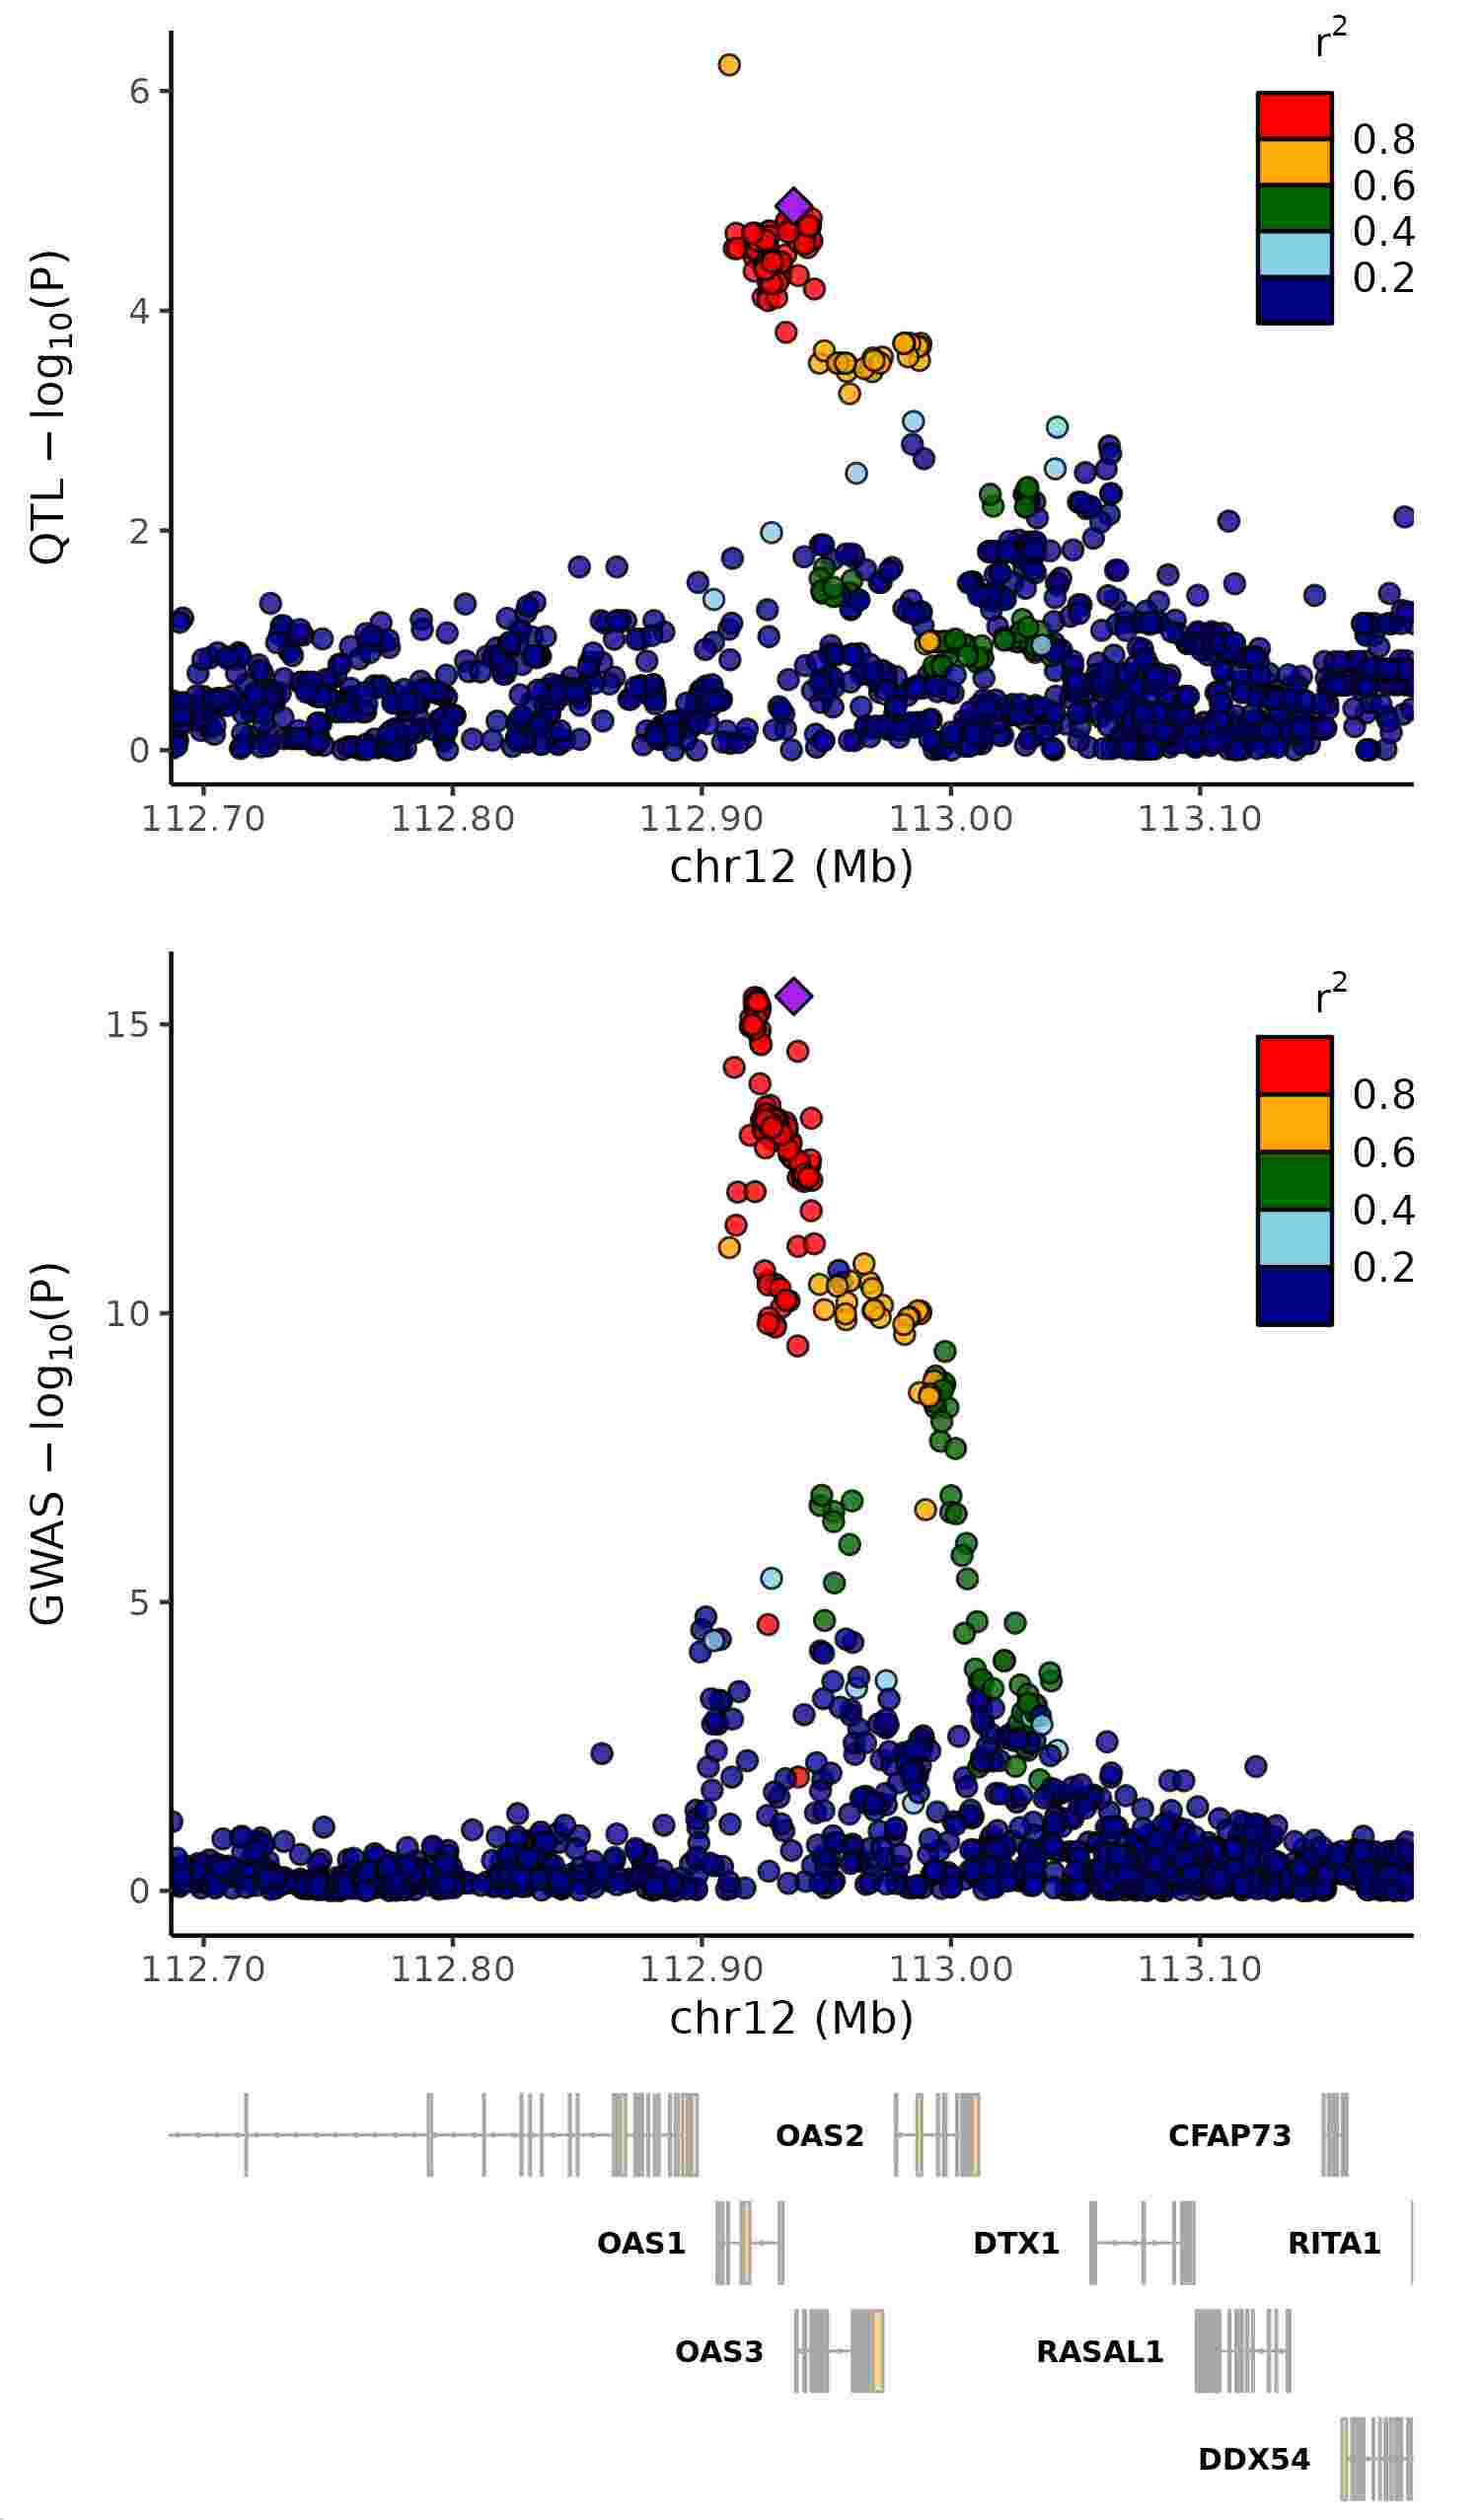 r²
6
4
2
0
QTL −log₁₀(P)
0.8
0.6
0.4
0.2
112.70 112.80 112.90 113.00 113.10
chr12 (Mb)
r²
15
10
5
0
GWAS −log₁₀(P)
0.8
0.6
0.4
0.2
112.70 112.80 112.90 113.00 113.10
chr12 (Mb)
OAS2 CFAP73
OAS1 DTX1 RITA1
OAS3 RASAL1
DDX54